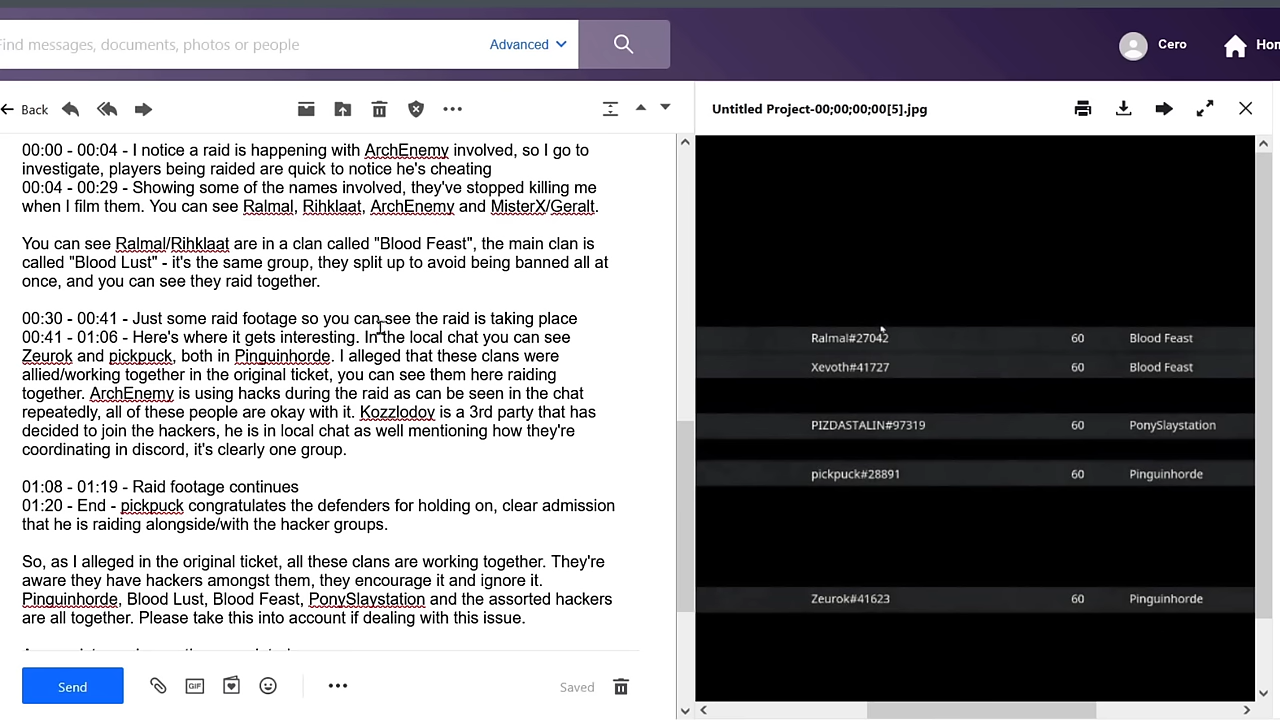 Find messages, documents, photos or people
Advanced
Cero
Back
Untitled Project-00;00;00;00[5].jpg
00:00 - 00:04 - I notice a raid is happening with ArchEnemy involved, so I go to
investigate, players being raided are quick to notice he's cheating
00:04 - 00:29 - Showing some of the names involved, they've stopped killing me
when I film them. You can see Ralmal, Rihklaat, ArchEnemy and MisterX/Geralt.
You can see Ralmal/Rihklaat are in a clan called "Blood Feast", the main clan is
called "Blood Lust" - it's the same group, they split up to avoid being banned all at
once, and you can see they raid together.
00:30 - 00:41 - Just some raid footage so you can see the raid is taking place
00:41 - 01:06 - Here's where it gets interesting. In the local chat you can see
Zeurok and pickpuck, both in Pinguinhorde. I alleged that these clans were
allied/working together in the original ticket, you can see them here raiding
together. ArchEnemy is using hacks during the raid as can be seen in the chat
repeatedly, all of these people are okay with it. Kozzlodoy is a 3rd party that has
decided to join the hackers, he is in local chat as well mentioning how they're
coordinating in discord, it's clearly one group.
01:08 - 01:19 - Raid footage continues
01:20 - End - pickpuck congratulates the defenders for holding on, clear admission
that he is raiding alongside/with the hacker groups.
So, as I alleged in the original ticket, all these clans are working together. They're
aware they have hackers amongst them, they encourage it and ignore it.
Pinguinhorde, Blood Lust, Blood Feast, PonySlaystation and the assorted hackers
are all together. Please take this into account if dealing with this issue.
Send
GIF
Saved
Ralmal#27042 60 Blood Feast
Xevoth#41727 60 Blood Feast
PIZDASTALIN#97319 60 PonySlaystation
pickpuck#28891 60 Pinguinhorde
Zeurok#41623 60 Pinguinhorde